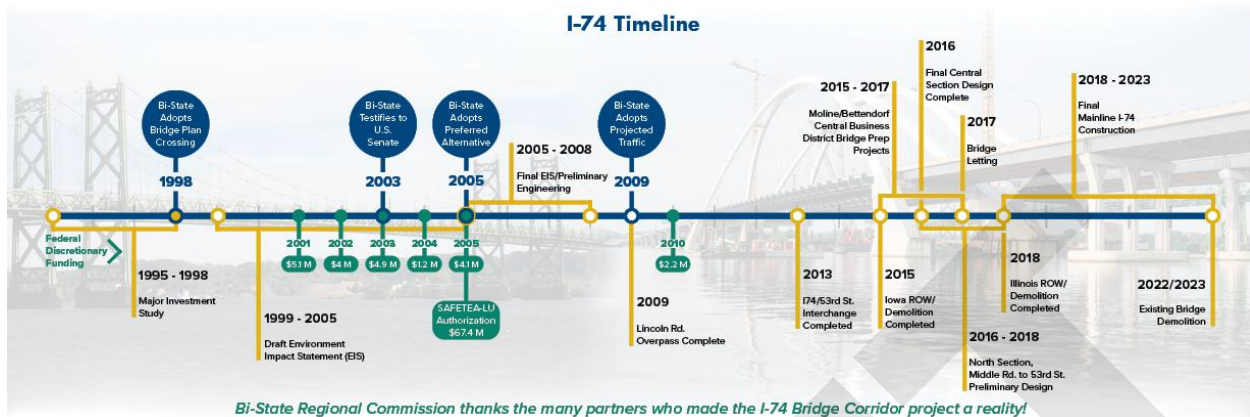 I-74 Timeline
Bi-State
Adopts
Bridge Plan
Crossing
1998
Bi-State
Testifies to
U.S.
Senate
2003
Bi-State
Adopts
Preferred
Alternative
2005
2005 - 2008
Final EIS/Preliminary
Engineering
Bi-State
Adopts
Projected
Traffic
2009
2015 - 2017
Moline/Bettendorf
Central Business
District Bridge Prep
Projects
2016
Final Central
Section Design
Complete
2017
Bridge
Letting
2018 - 2023
Final
Mainline I-74
Construction
Federal
Discretionary
Funding
1995 - 1998
Major Investment
Study
1999 - 2005
Draft Environment
Impact Statement (EIS)
2001
$5.1 M
2002
$4 M
2003
$4.9 M
2004
$1.2 M
2005
$4.1 M
SAFETEA-LU
Authorization
$67.4 M
2009
Lincoln Rd.
Overpass Complete
2010
$2.2 M
2013
I74/53rd St.
Interchange
Completed
2015
Iowa ROW/
Demolition
Completed
2016 - 2018
North Section,
Middle Rd. to 53rd St.
Preliminary Design
2018
Illinois ROW/
Demolition
Completed
2022/2023
Existing Bridge
Demolition
Bi-State Regional Commission thanks the many partners who made the I-74 Bridge Corridor project a reality!